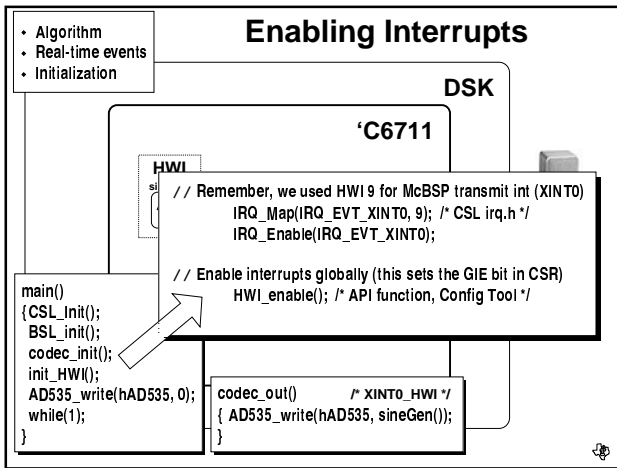 Enabling Interrupts
• Algorithm
• Real-time events
• Initialization
DSK
‘C6711
HWI
// Remember, we used HWI 9 for McBSP transmit int (XINT0)
IRQ_Map(IRQ_EVT_XINT0, 9); /* CSL irq.h */
IRQ_Enable(IRQ_EVT_XINT0);
// Enable interrupts globally (this sets the GIE bit in CSR)
HWI_enable(); /* API function, Config Tool */
main()
{CSL_Init();
BSL_init();
codec_init();
init_HWI();
AD535_write(hAD535, 0);
while(1);
}
codec_out() /* XINT0_HWI */
{ AD535_write(hAD535, sineGen());
}